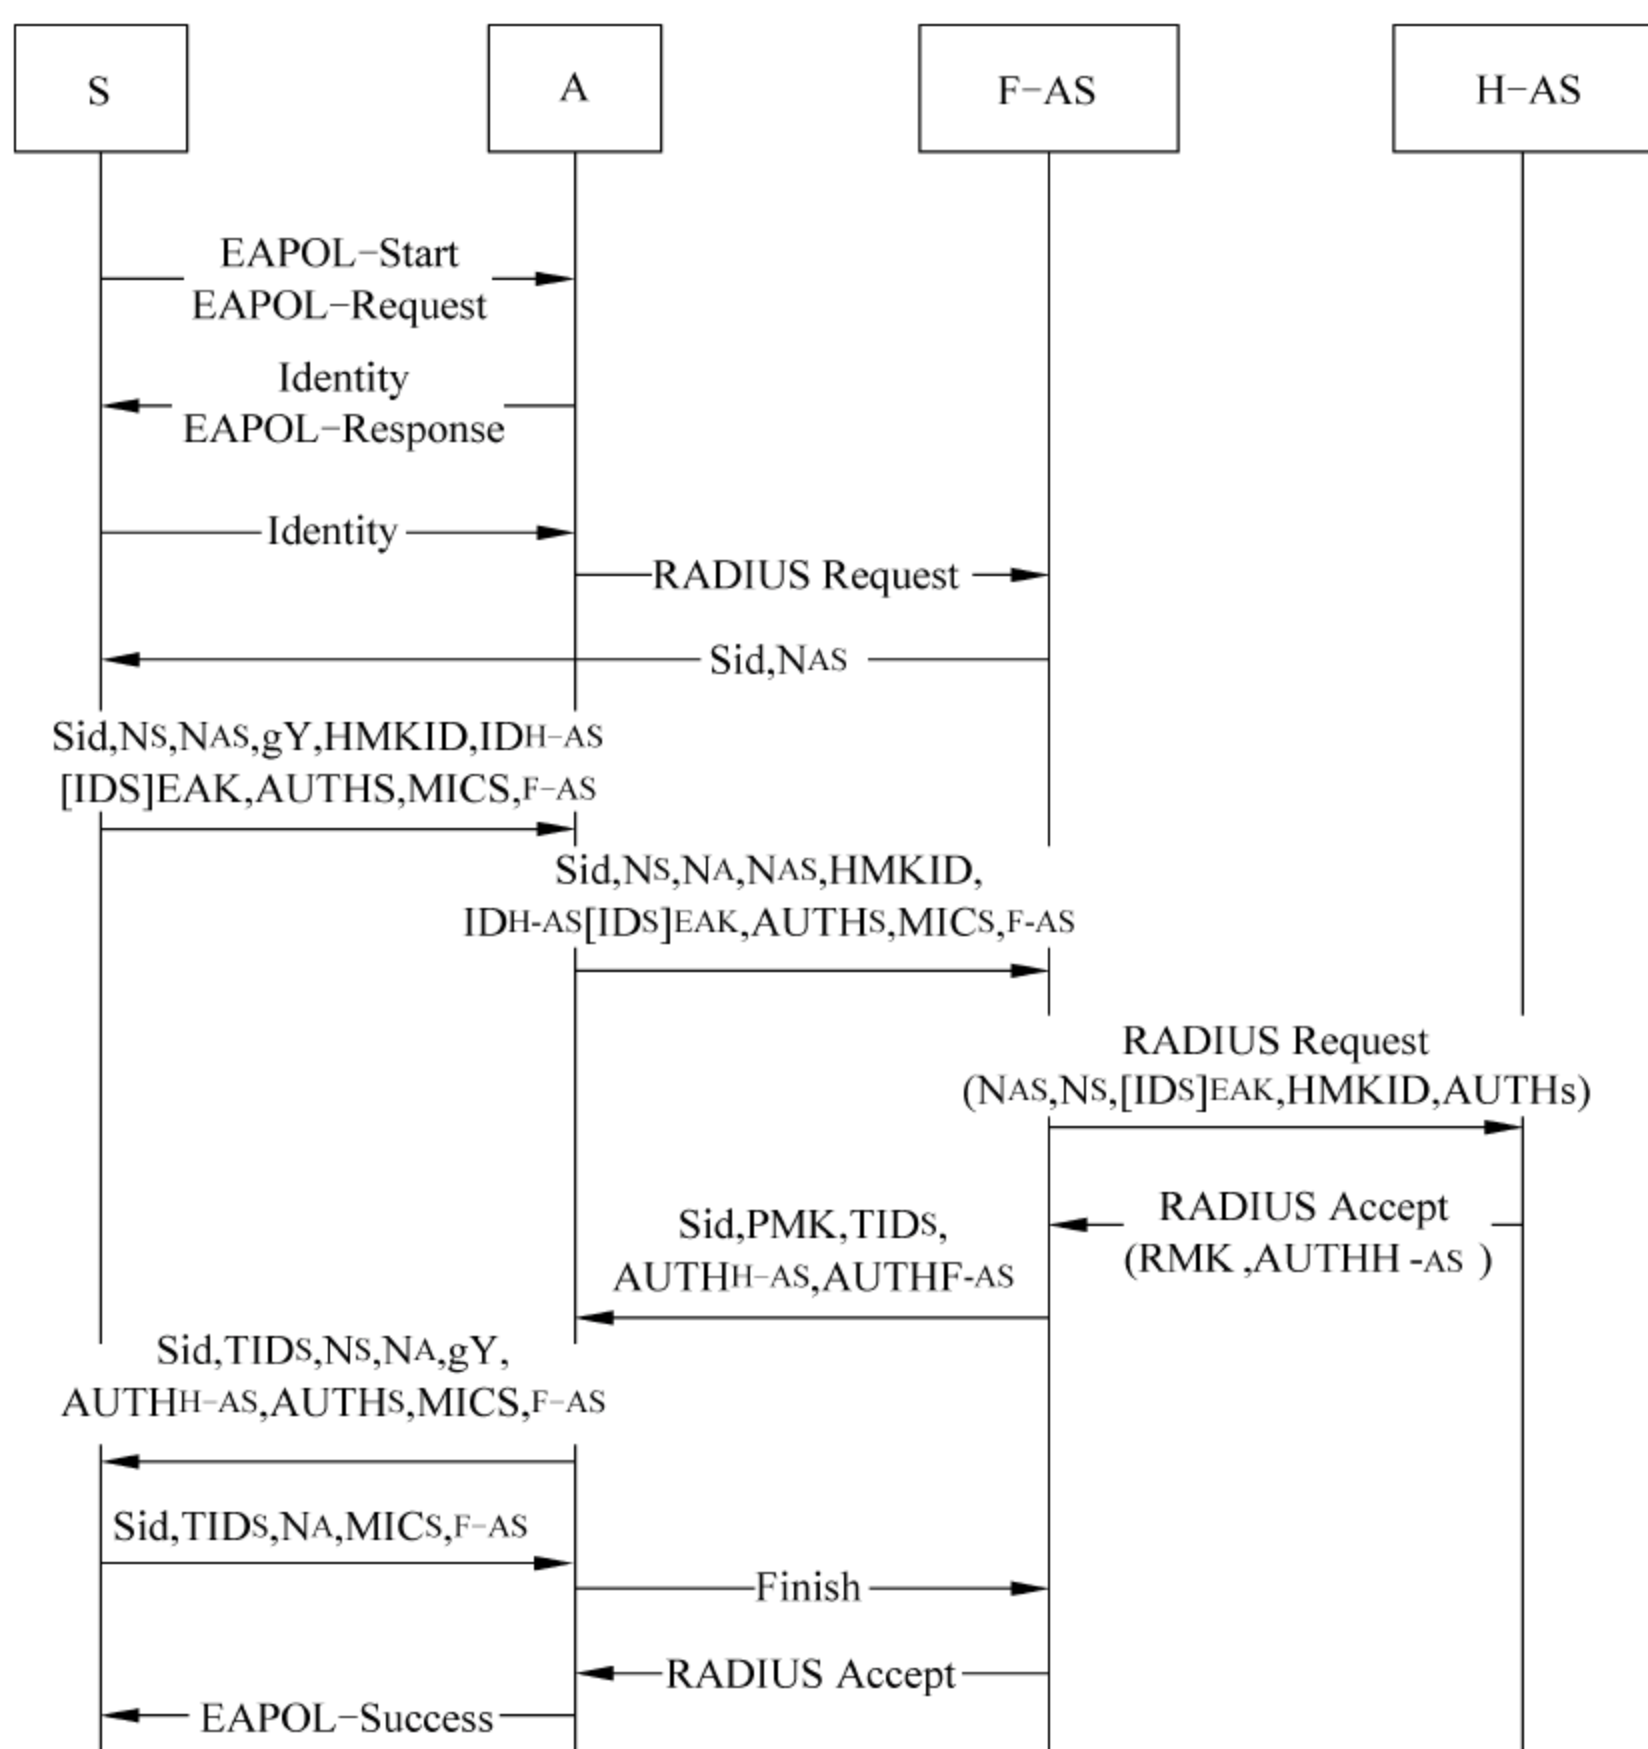 S
A
F−AS
H−AS
EAPOL−Start
EAPOL−Request
Identity
EAPOL−Response
Identity
RADIUS Request
Sid,NAS
Sid,NS,NAS,gY,HMKID,IDH−AS
[IDS]EAK,AUTHS,MICS,F−AS
Sid,NS,NA,NAS,HMKID,
IDH-AS[IDS]EAK,AUTHS,MICS,F-AS
RADIUS Request
(NAS,NS,[IDS]EAK,HMKID,AUTHs)
RADIUS Accept
(RMK ,AUTHH -AS )
Sid,PMK,TIDS,
AUTHH−AS,AUTHF-AS
Sid,TIDS,NS,NA,gY,
AUTHH−AS,AUTHS,MICS,F−AS
Sid,TIDS,NA,MICS,F−AS
Finish
RADIUS Accept
EAPOL−Success